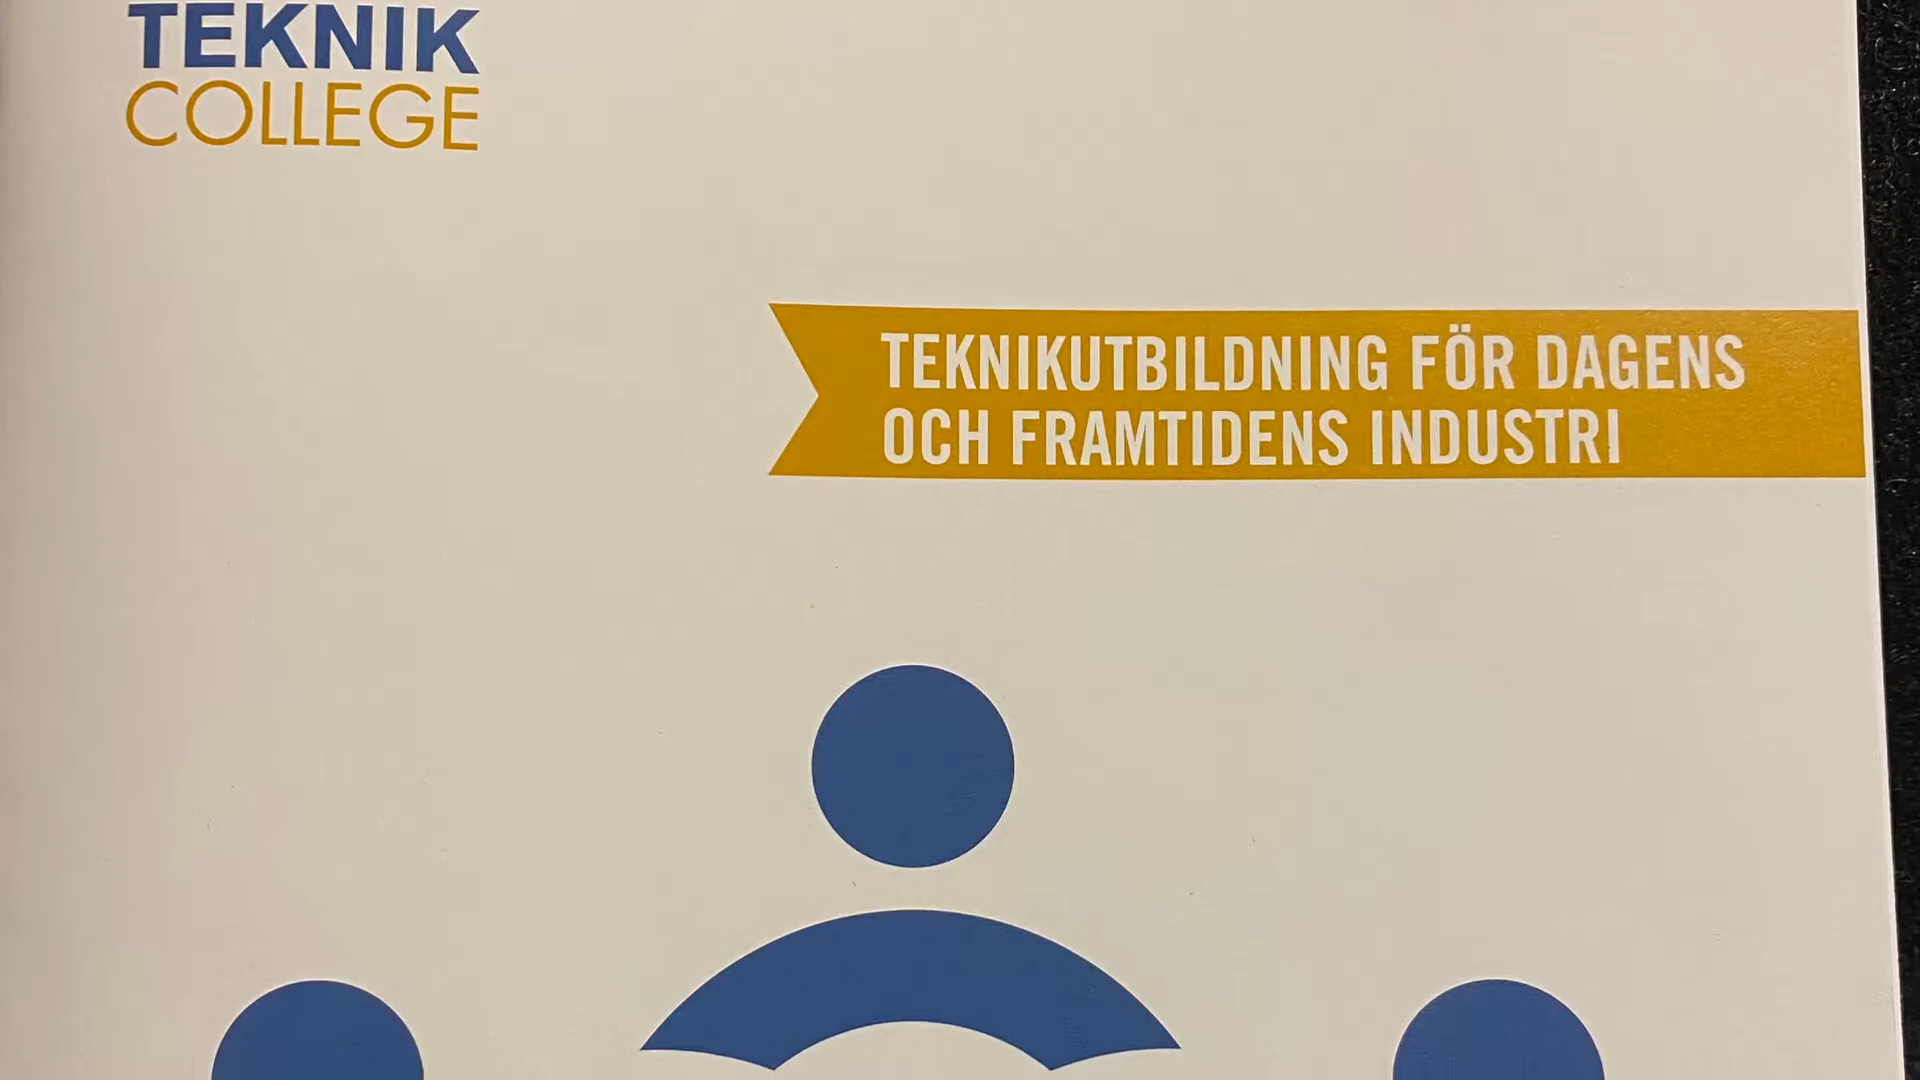 TEKNIK
COLLEGE
TEKNIKUTBILDNING FÖR DAGENS
OCH FRAMTIDENS INDUSTRI